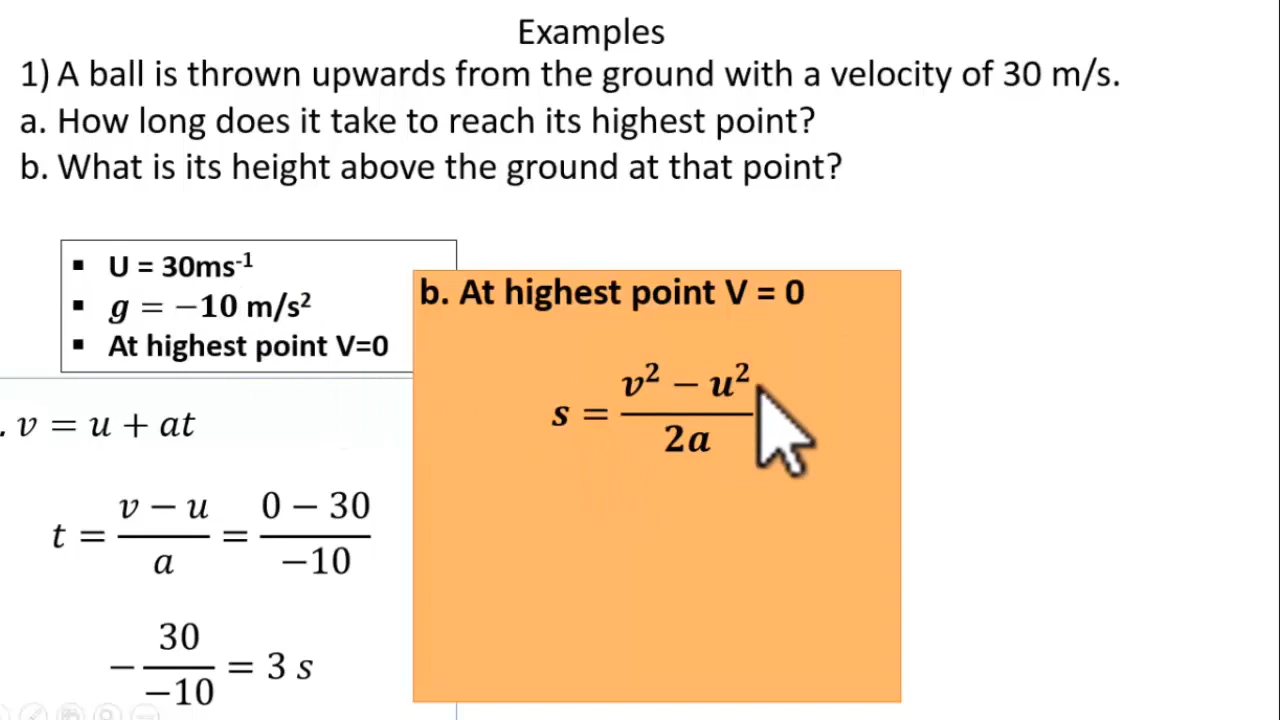 Examples
1) A ball is thrown upwards from the ground with a velocity of 30 m/s.
a. How long does it take to reach its highest point?
b. What is its height above the ground at that point?
▪ U = 30ms⁻¹
▪ g = −10 m/s²
▪ At highest point V=0
. v = u + at
t = (v − u)/a = (0 − 30)/(−10)
− 30/(−10) = 3 s
b. At highest point V = 0
s = (v² − u²)/(2a)